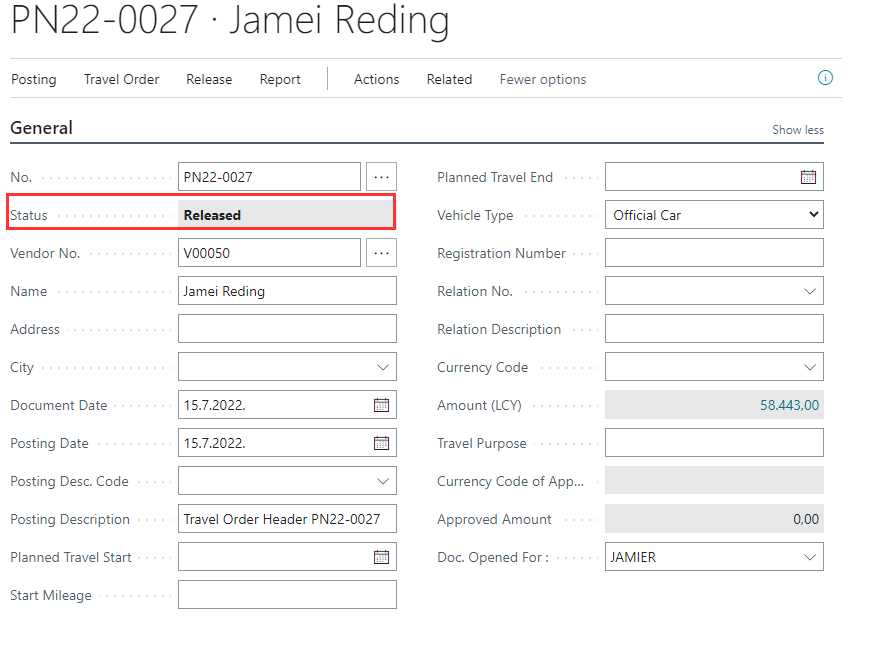 PN22-0027 · Jamei Reding
Posting Travel Order Release Report Actions Related Fewer options
General
Show less
No. PN22-0027
Status Released
Vendor No. V00050
Name Jamei Reding
Address
City
Document Date 15.7.2022.
Posting Date 15.7.2022.
Posting Desc. Code
Posting Description Travel Order Header PN22-0027
Planned Travel Start
Start Mileage
Planned Travel End
Vehicle Type Official Car
Registration Number
Relation No.
Relation Description
Currency Code
Amount (LCY) 58.443,00
Travel Purpose
Currency Code of App...
Approved Amount 0,00
Doc. Opened For : JAMIER